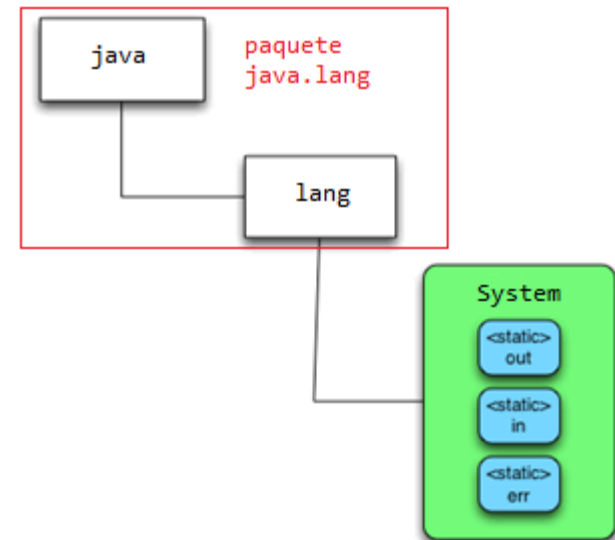 java
paquete
java.lang
lang
System
<static>
out
<static>
in
<static>
err